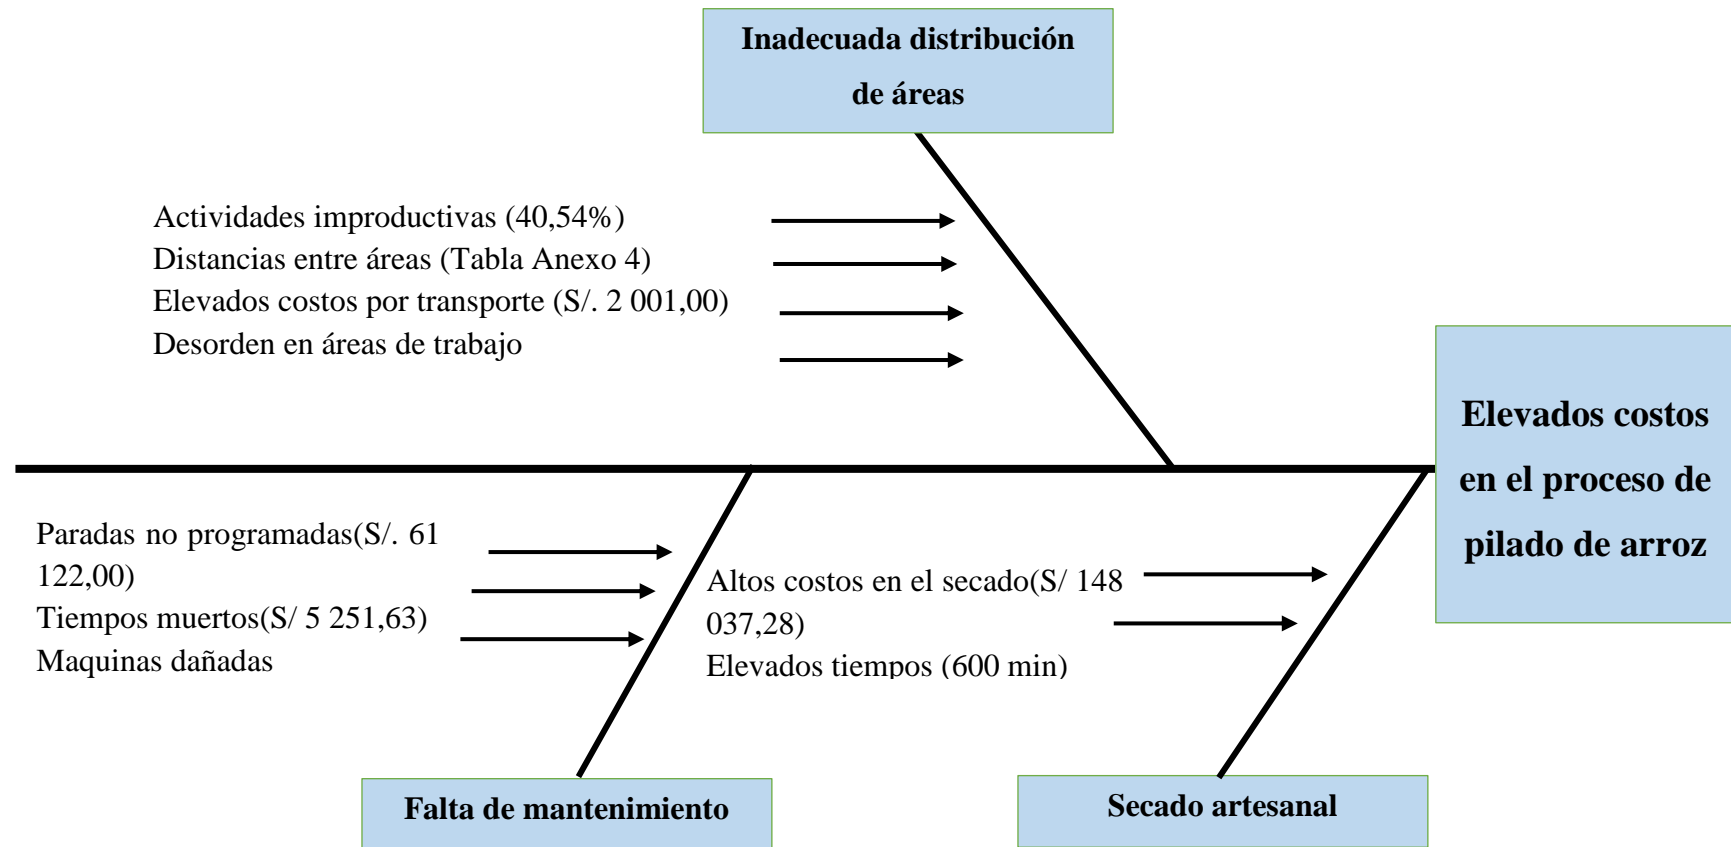 Inadecuada distribución
de áreas
Actividades improductivas (40,54%)
Distancias entre áreas (Tabla Anexo 4)
Elevados costos por transporte (S/. 2 001,00)
Desorden en áreas de trabajo
Elevados costos
en el proceso de
pilado de arroz
Paradas no programadas(S/. 61
122,00)
Tiempos muertos(S/ 5 251,63)
Maquinas dañadas
Altos costos en el secado(S/ 148
037,28)
Elevados tiempos (600 min)
Falta de mantenimiento
Secado artesanal